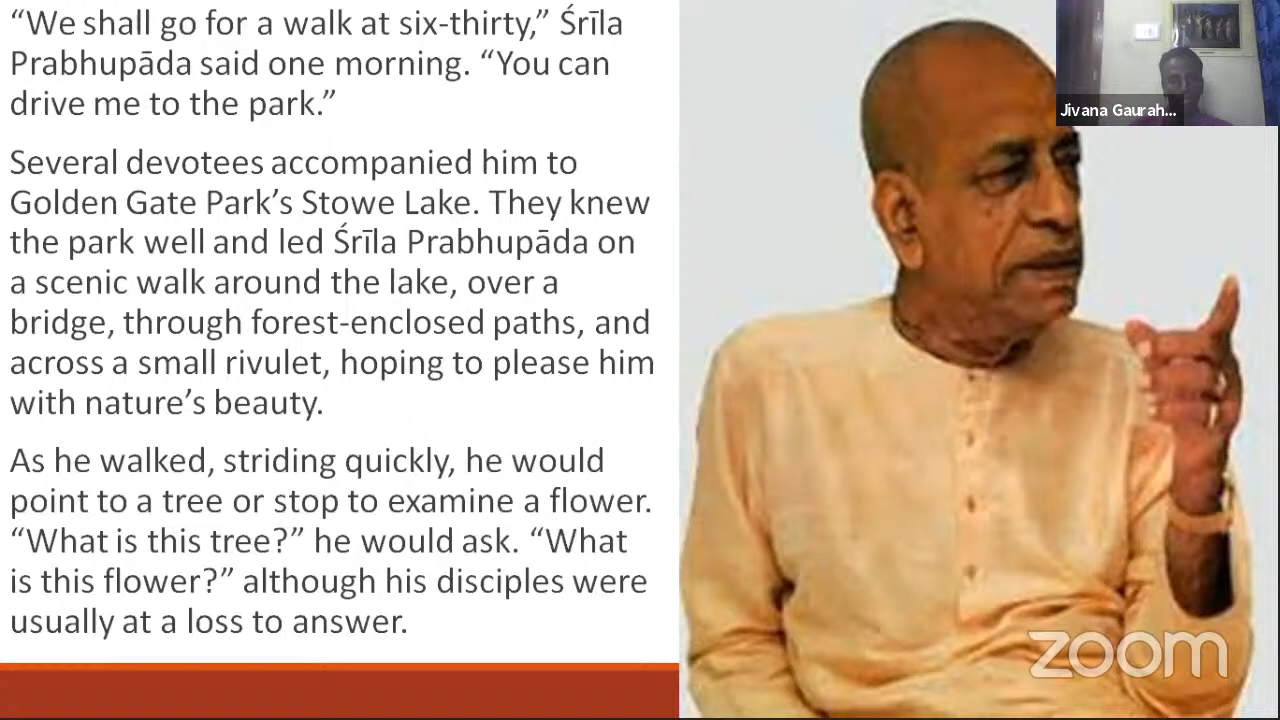 “We shall go for a walk at six-thirty,” Śrīla
Prabhupāda said one morning. “You can
drive me to the park.”
Several devotees accompanied him to
Golden Gate Park’s Stowe Lake. They knew
the park well and led Śrīla Prabhupāda on
a scenic walk around the lake, over a
bridge, through forest-enclosed paths, and
across a small rivulet, hoping to please him
with nature’s beauty.
As he walked, striding quickly, he would
point to a tree or stop to examine a flower.
“What is this tree?” he would ask. “What
is this flower?” although his disciples were
usually at a loss to answer.
Jivana Gaurah...
zoom